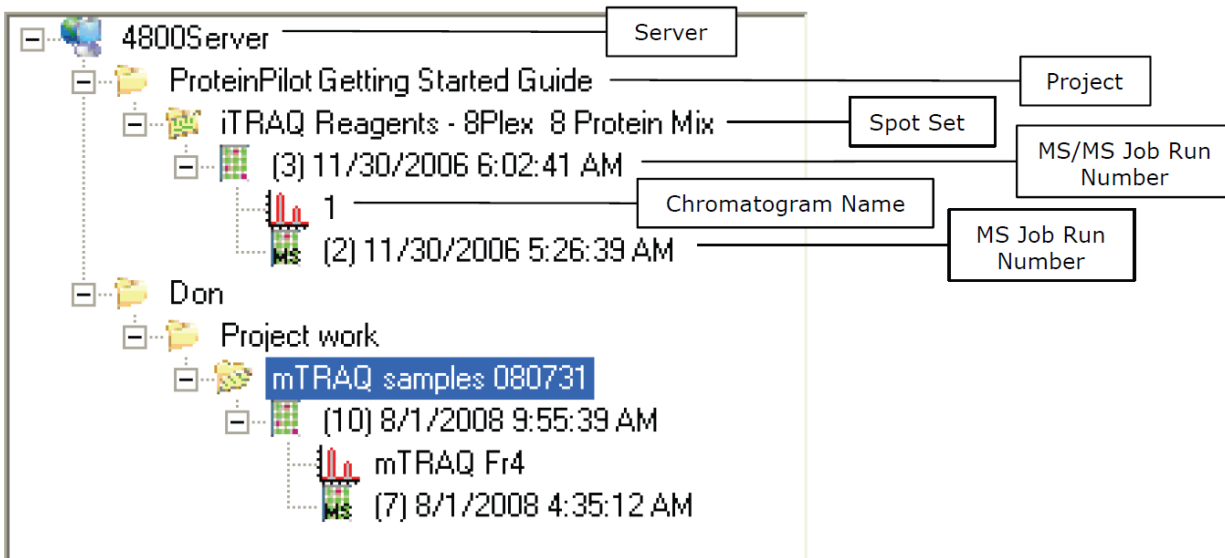 4800Server
Server
ProteinPilot Getting Started Guide
Project
iTRAQ Reagents - 8Plex 8 Protein Mix
Spot Set
(3) 11/30/2006 6:02:41 AM
MS/MS Job Run
Number
1
Chromatogram Name
MS
(2) 11/30/2006 5:26:39 AM
MS Job Run
Number
Don
Project work
mTRAQ samples 080731
(10) 8/1/2008 9:55:39 AM
mTRAQ Fr4
MS
(7) 8/1/2008 4:35:12 AM